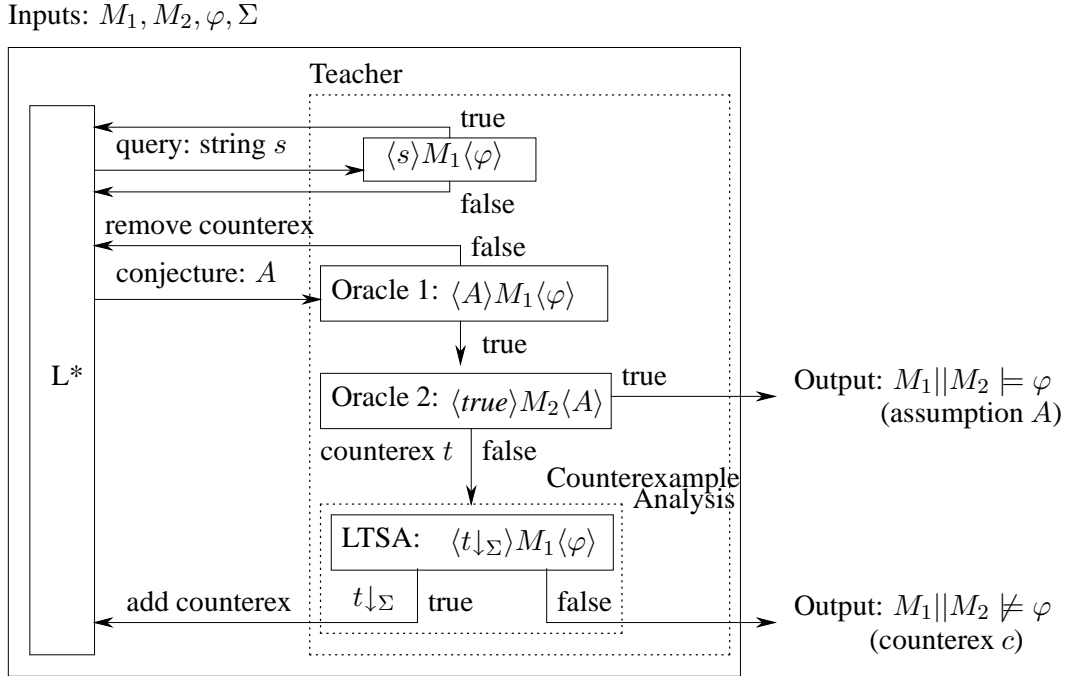 Inputs: M₁, M₂, φ, Σ
Teacher
true
query: string s
⟨s⟩M₁⟨φ⟩
false
remove counterex
false
conjecture: A
Oracle 1: ⟨A⟩M₁⟨φ⟩
true
L*
true
Oracle 2: ⟨true⟩M₂⟨A⟩
Output: M₁||M₂ ⊨ φ
(assumption A)
counterex t
false
Counterexample
Analysis
LTSA: ⟨t↓Σ⟩M₁⟨φ⟩
add counterex
t↓Σ
true
false
Output: M₁||M₂ ⊭ φ
(counterex c)